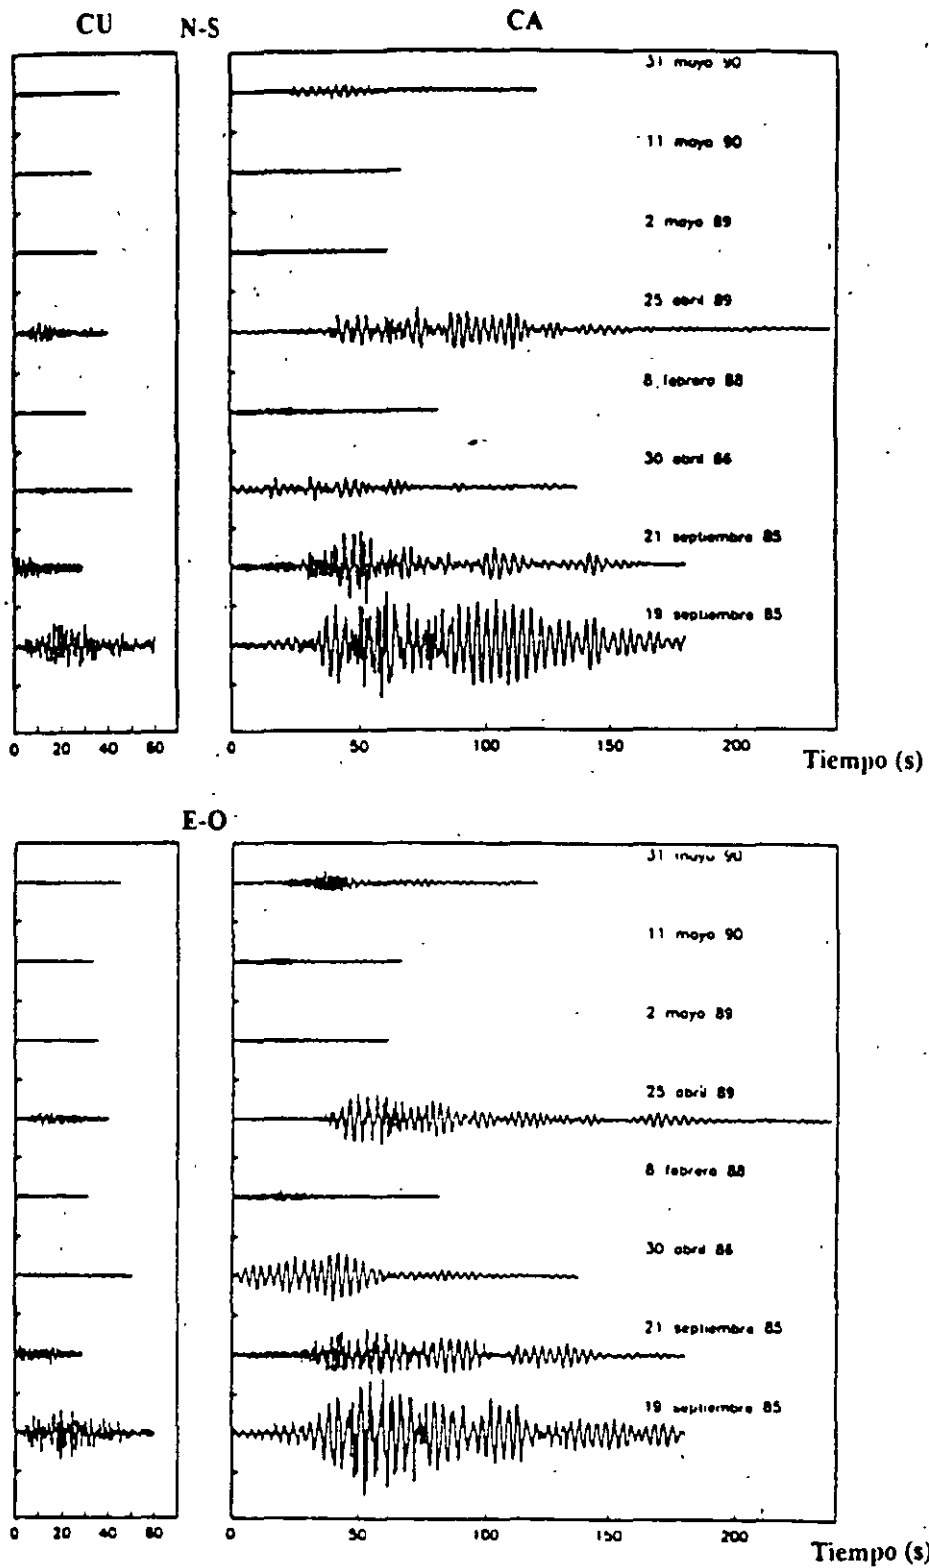 CU N-S CA
31 mayo 90
11 mayo 90
2 mayo 89
25 abril 89
8 febrero 88
30 abril 86
21 septiembre 85
19 septiembre 85
0 20 40 60 0 50 100 150 200
Tiempo (s)
E-O
31 mayo 90
11 mayo 90
2 mayo 89
25 abril 89
8 febrero 88
30 abril 86
21 septiembre 85
19 septiembre 85
0 20 40 60 0 50 100 150 200
Tiempo (s)